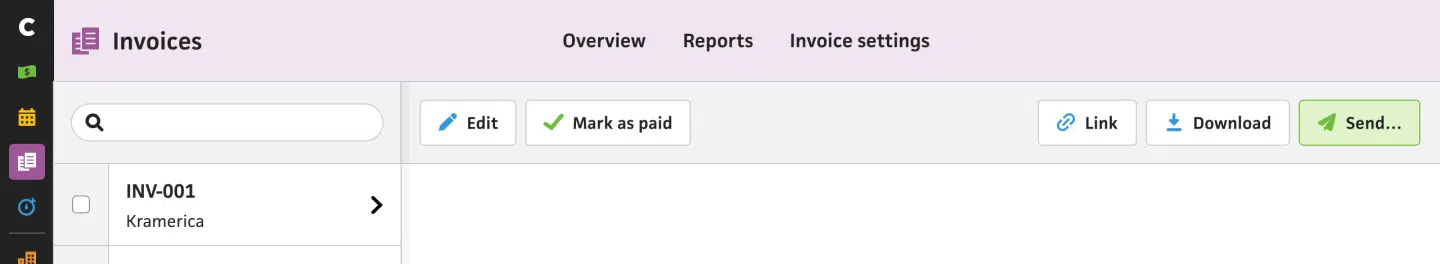 C
Invoices
Overview
Reports
Invoice settings
Edit
Mark as paid
Link
Download
Send...
INV-001
Kramerica